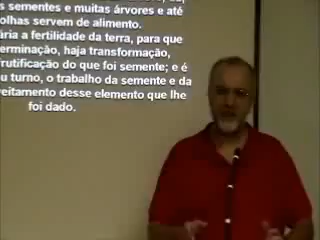 s sementes e muitas árvores e até
olhas servem de alimento.
ária a fertilidade da terra, para que
erminação, haja transformação,
rutificação do que foi semente; e é
u turno, o trabalho da semente e da
eitamento desse elemento que lhe
foi dado.